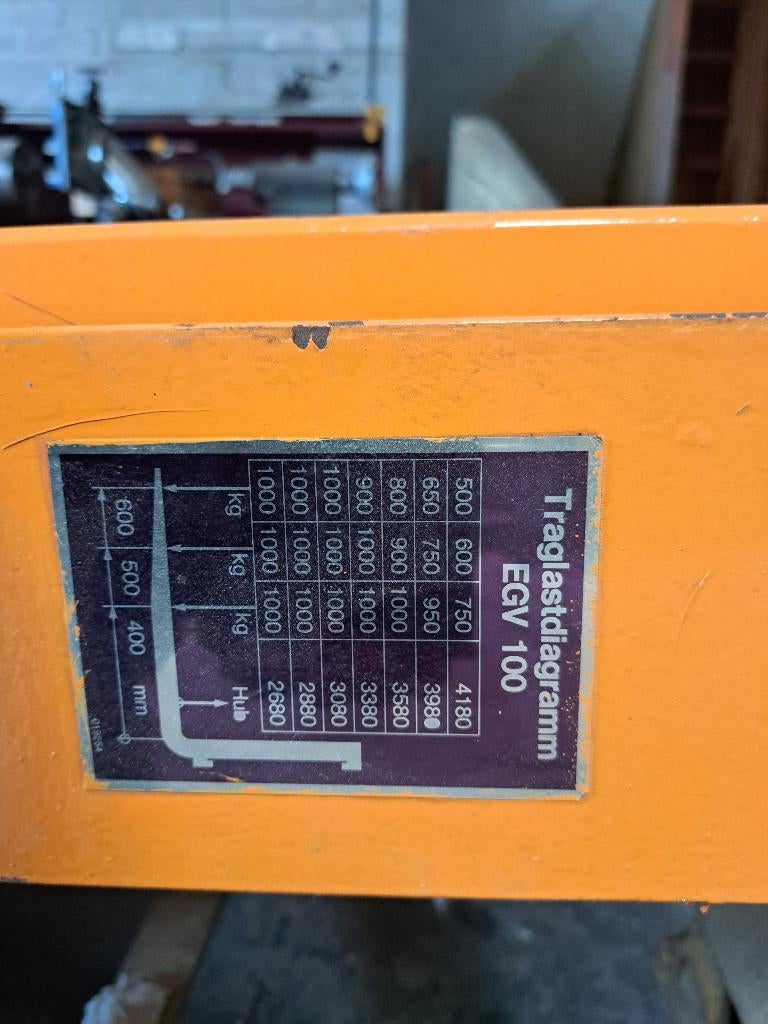 Traglastdiagramm
EGV 100
500 600 750 4180
650 750 950 3980
800 900 1000 3580
900 1000 1000 3380
1000 1000 1000 3080
1000 1000 1000 2880
1000 1000 1000 2680
kg kg kg Hub
600 500 400 mm